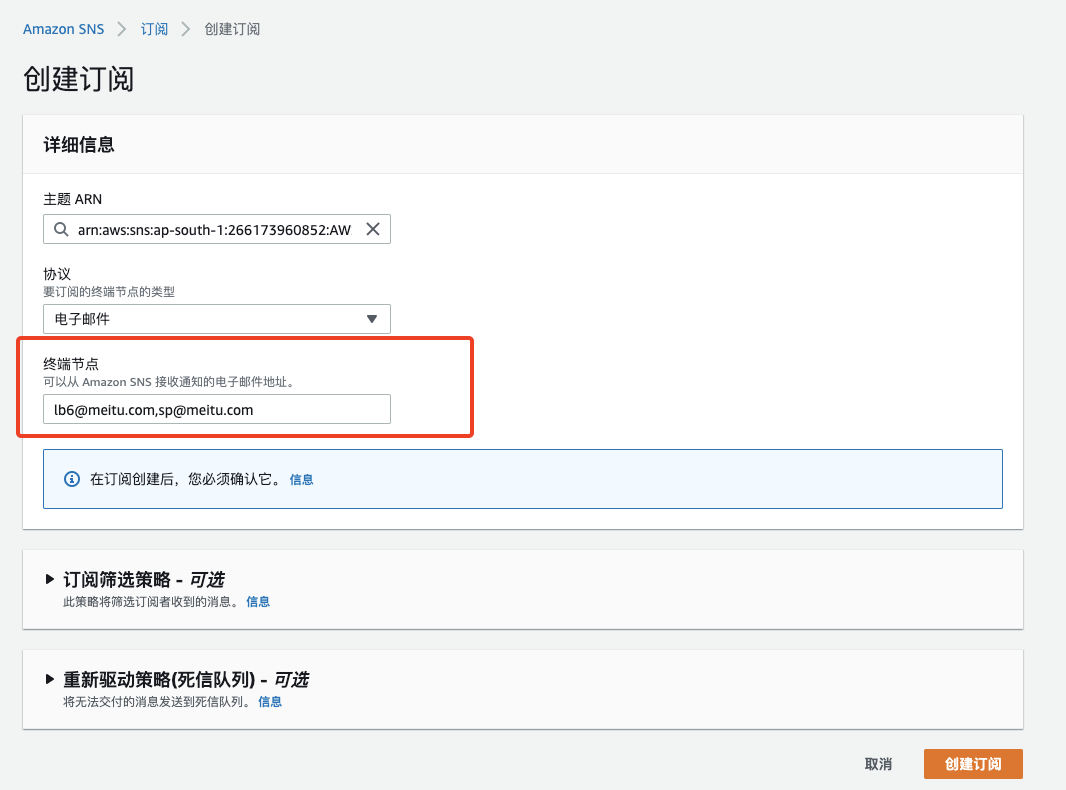 Amazon SNS > 订阅 > 创建订阅
创建订阅
详细信息
主题 ARN
arn:aws:sns:ap-south-1:266173960852:AW
协议
要订阅的终端节点的类型
电子邮件
终端节点
可以从 Amazon SNS 接收通知的电子邮件地址。
lb6@meitu.com,sp@meitu.com
在订阅创建后，您必须确认它。 信息
订阅筛选策略 - 可选
此策略将筛选订阅者收到的消息。 信息
重新驱动策略(死信队列) - 可选
将无法交付的消息发送到死信队列。 信息
取消 创建订阅